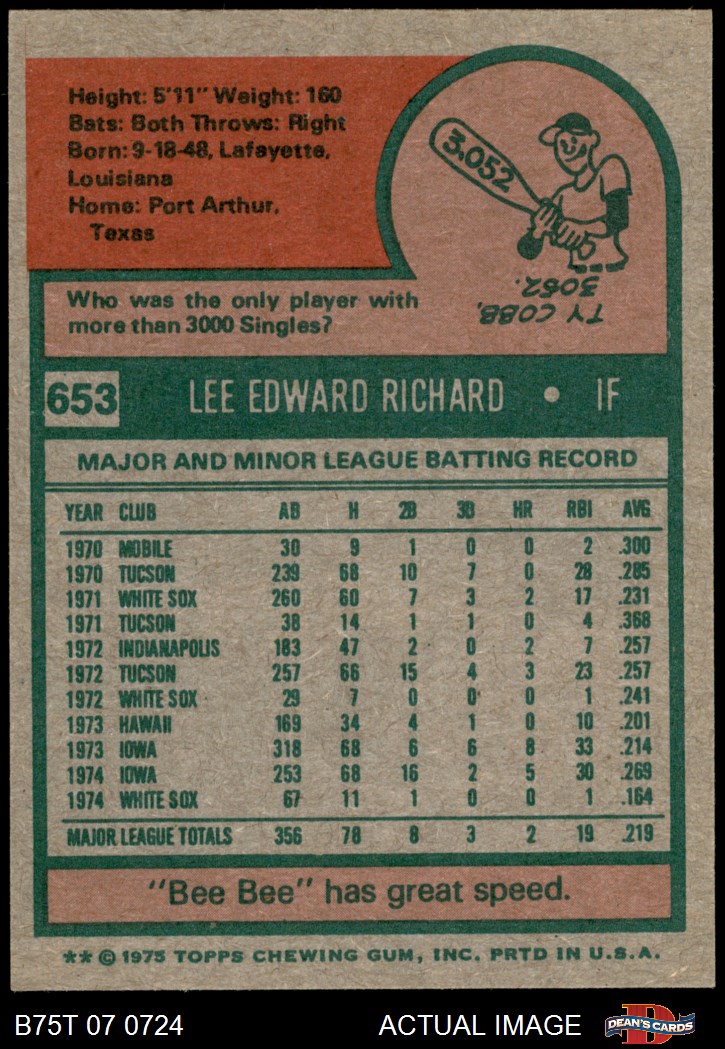 Height: 5'11" Weight: 160
Bats: Both Throws: Right
Born: 9-18-48, Lafayette,
Louisiana
Home: Port Arthur,
Texas
3,052
TY COBB,
3052.
Who was the only player with
more than 3000 Singles?
653 LEE EDWARD RICHARD • IF
MAJOR AND MINOR LEAGUE BATTING RECORD
YEAR CLUB AB H 2B 3B HR RBI AVG
1970 MOBILE 30 9 1 0 0 2 .300
1970 TUCSON 239 68 10 7 0 28 .285
1971 WHITE SOX 260 60 7 3 2 17 .231
1971 TUCSON 38 14 1 1 0 4 .368
1972 INDIANAPOLIS 183 47 2 0 2 7 .257
1972 TUCSON 257 66 15 4 3 23 .257
1972 WHITE SOX 29 7 0 0 0 1 .241
1973 HAWAII 169 34 4 1 0 10 .201
1973 IOWA 318 68 6 6 8 33 .214
1974 IOWA 253 68 16 2 5 30 .269
1974 WHITE SOX 67 11 1 0 0 1 .164
MAJOR LEAGUE TOTALS 356 78 8 3 2 19 .219
"Bee Bee" has great speed.
** © 1975 TOPPS CHEWING GUM, INC. PRTD IN U.S.A.
B75T 07 0724 ACTUAL IMAGE
D
DEAN'S CARDS